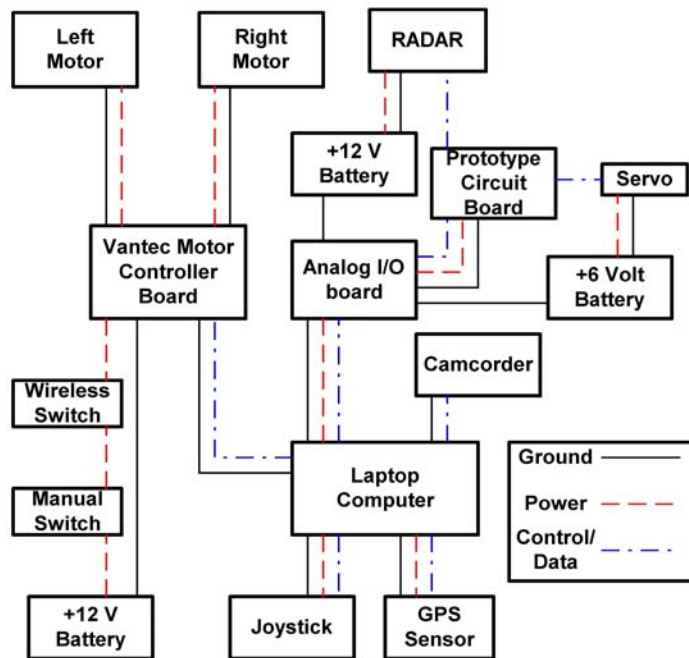 Left
Motor
Right
Motor
RADAR
+12 V
Battery
Prototype
Circuit
Board
Servo
Vantec Motor
Controller
Board
Analog I/O
board
+6 Volt
Battery
Camcorder
Wireless
Switch
Laptop
Computer
Manual
Switch
Ground
Power
Control/
Data
+12 V
Battery
Joystick
GPS
Sensor